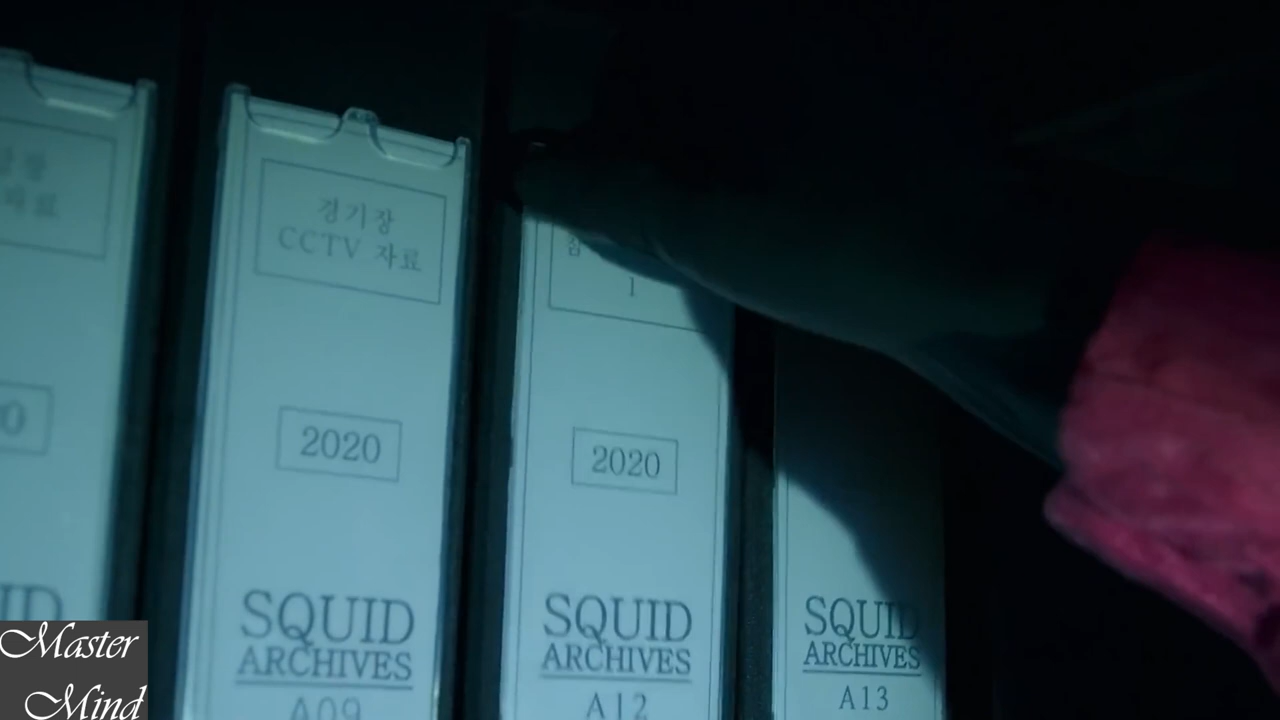 경기장
CCTV 자료
2020
SQUID
ARCHIVES
A09
1
2020
SQUID
ARCHIVES
A12
SQUID
ARCHIVES
A13
Master
Mind